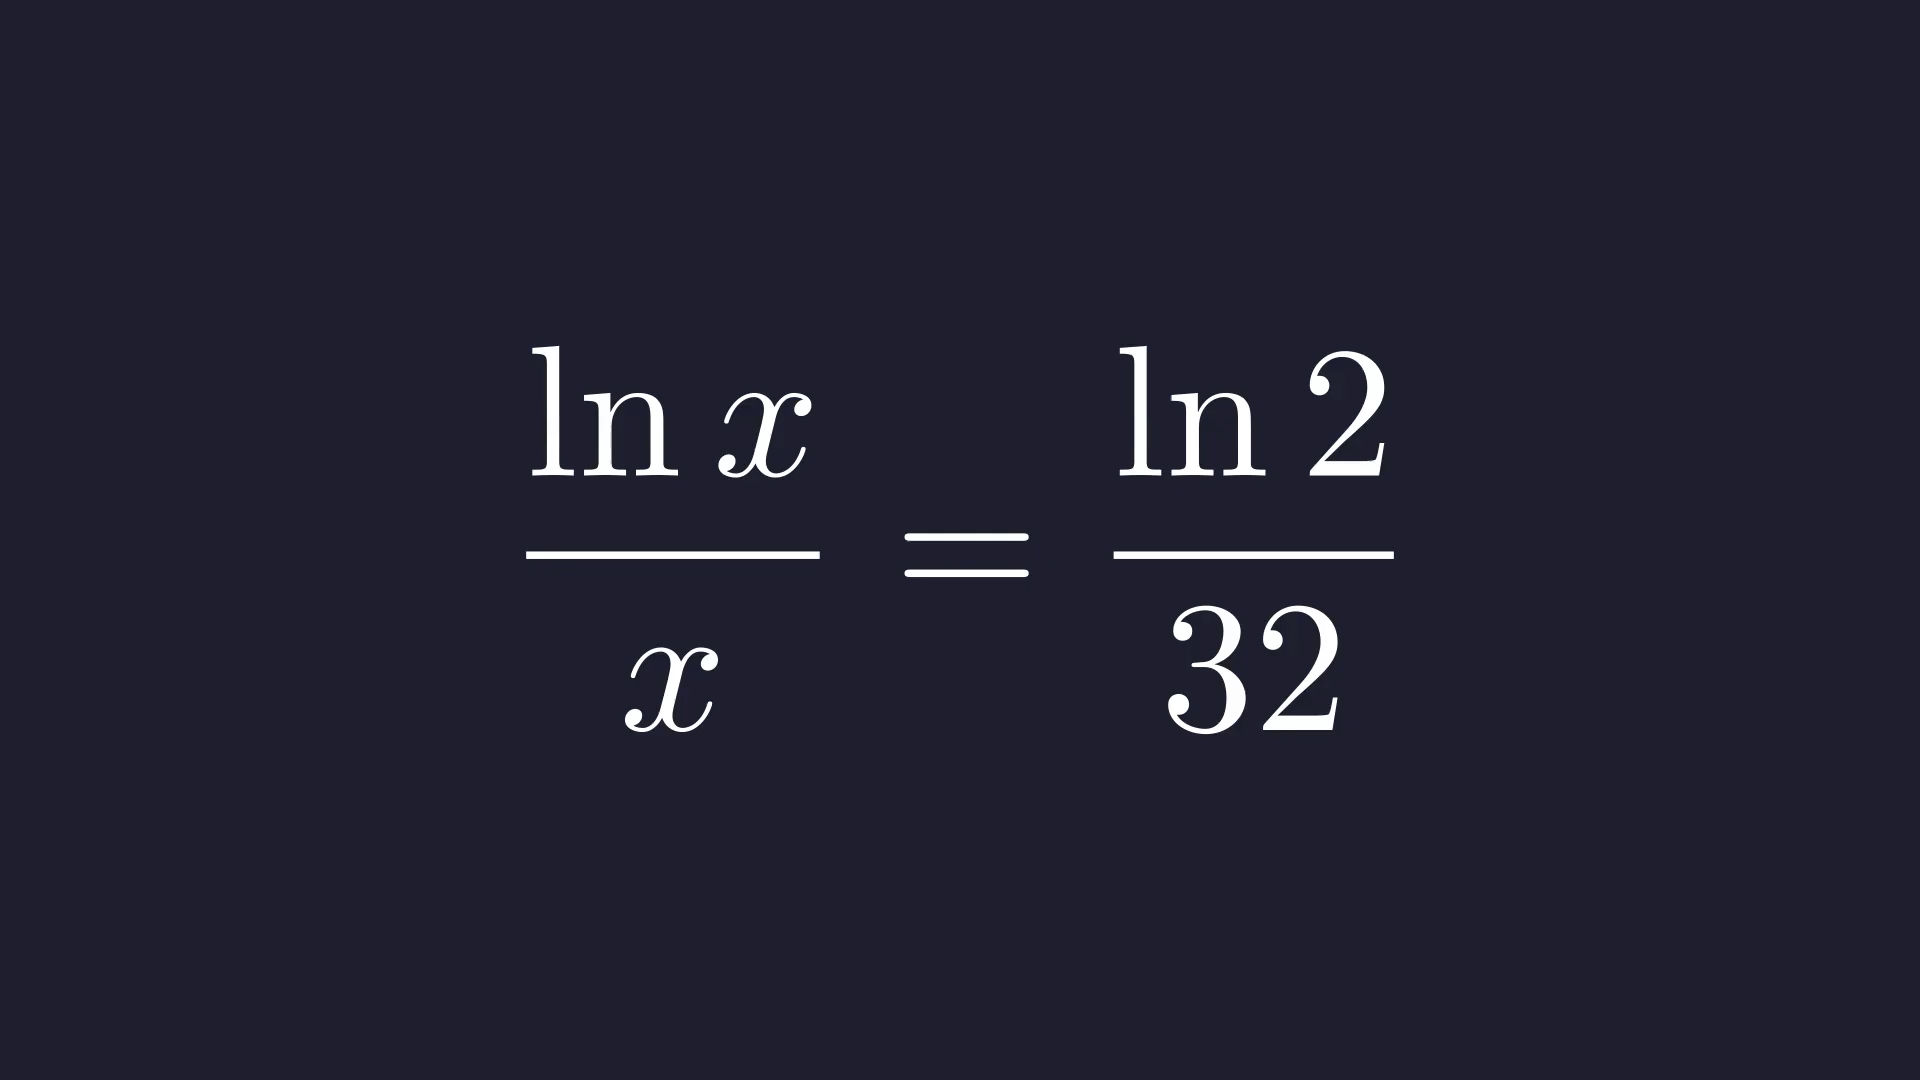 ln x / x = ln 2 / 32